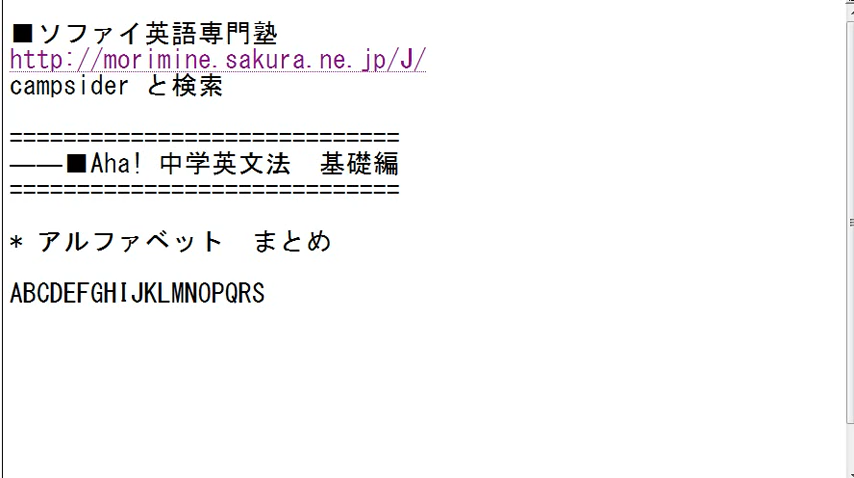 ■ソファイ英語専門塾
http://morimine.sakura.ne.jp/J/
campsider と検索
==============================
――■Aha! 中学英文法　基礎編
==============================
* アルファベット　まとめ
ABCDEFGHIJKLMNOPQRS